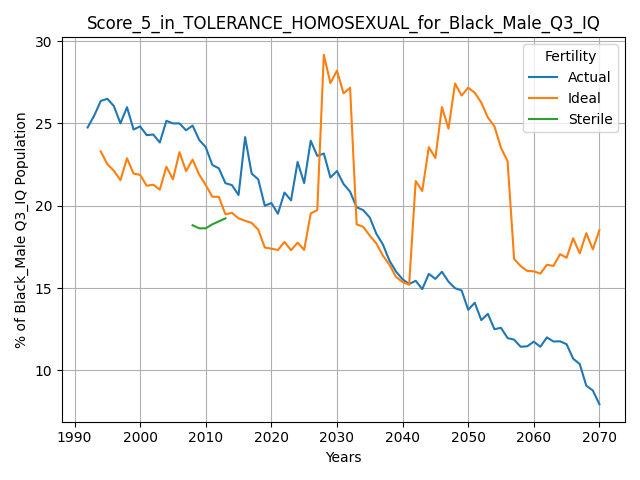 Score_5_in_TOLERANCE_HOMOSEXUAL_for_Black_Male_Q3_IQ
Fertility
Actual
Ideal
Sterile
% of Black_Male Q3_IQ Population
30
25
20
15
10
1990 2000 2010 2020 2030 2040 2050 2060 2070
Years